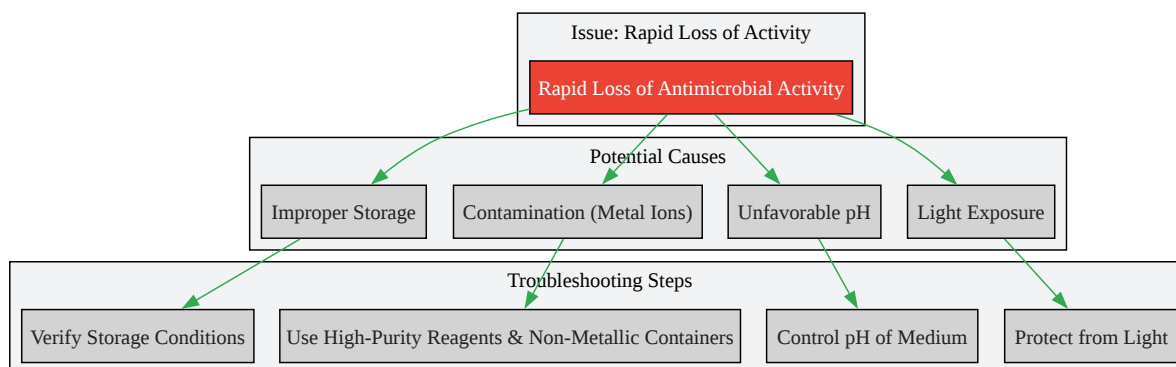 Issue: Rapid Loss of Activity
Rapid Loss of Antimicrobial Activity
Potential Causes
Improper Storage
Contamination (Metal Ions)
Unfavorable pH
Light Exposure
Troubleshooting Steps
Verify Storage Conditions
Use High-Purity Reagents & Non-Metallic Containers
Control pH of Medium
Protect from Light